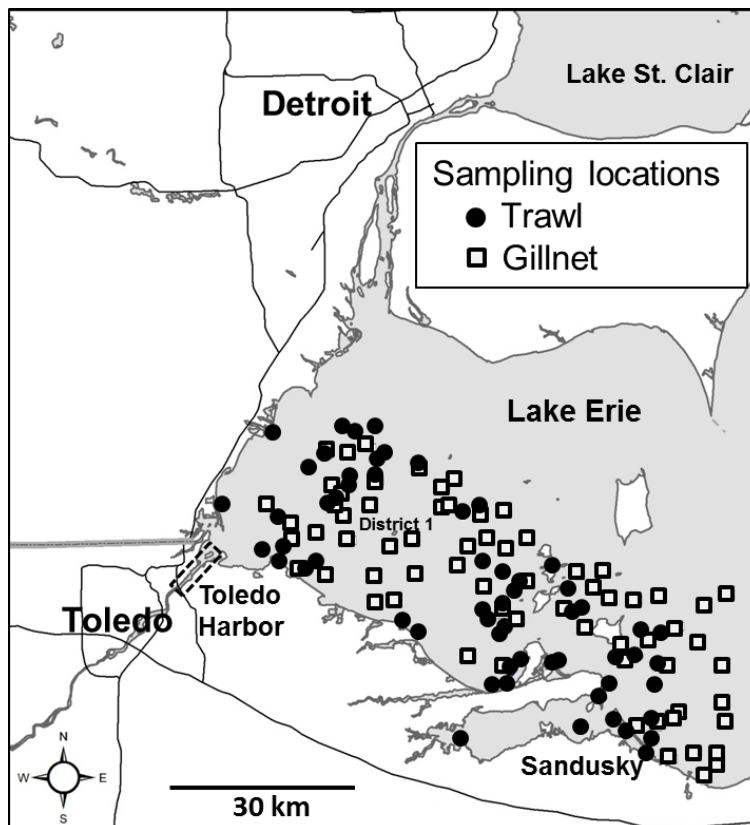 Lake St. Clair
Detroit
Sampling locations
Trawl
Gillnet
Lake Erie
District 1
Toledo
Toledo
Harbor
Sandusky
N
W
E
S
30 km